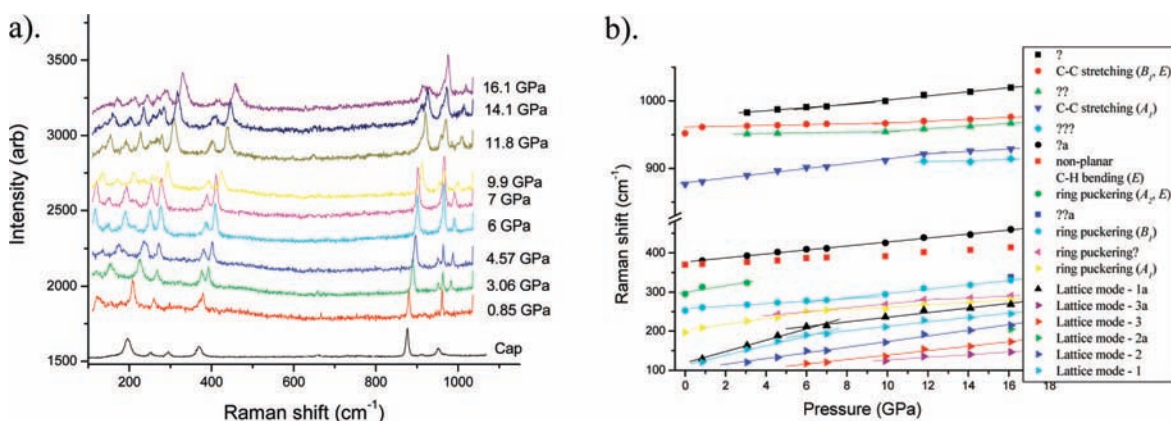 a).
Intensity (arb)
3500
3000
2500
2000
1500
16.1 GPa
14.1 GPa
11.8 GPa
9.9 GPa
7 GPa
6 GPa
4.57 GPa
3.06 GPa
0.85 GPa
Cap
200
400
600
800
1000
Raman shift (cm⁻¹)
b).
Raman shift (cm⁻¹)
1000
900
400
300
200
100
0
2
4
6
8
10
12
14
16
18
Pressure (GPa)
?
C-C stretching (B₁, E)
??
C-C stretching (A₁)
???
?a
non-planar
C-H bending (E)
ring puckering (A₂, E)
??a
ring puckering (B₁)
ring puckering?
ring puckering (A₁)
Lattice mode - 1a
Lattice mode - 3a
Lattice mode - 3
Lattice mode - 2a
Lattice mode - 2
Lattice mode - 1